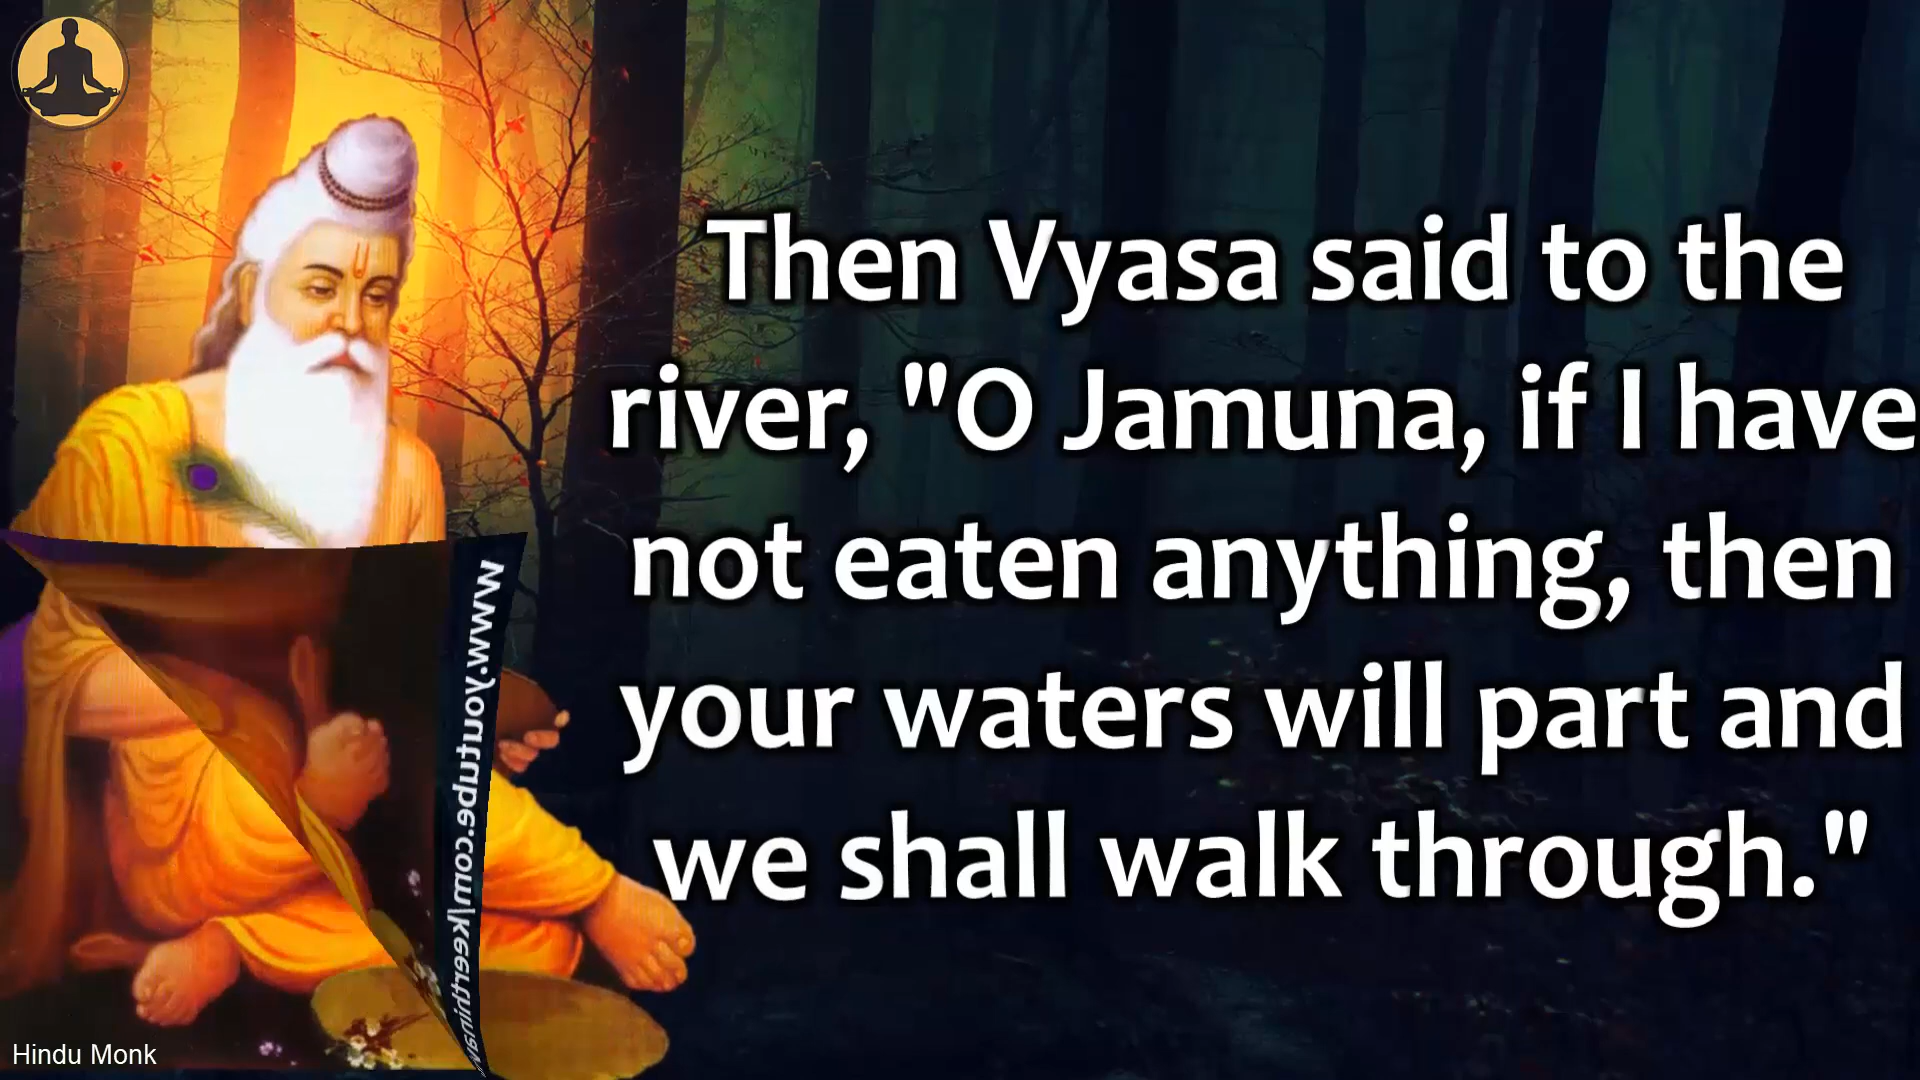 Then Vyasa said to the
river, "O Jamuna, if I have
not eaten anything, then
your waters will part and
we shall walk through."
Hindu Monk